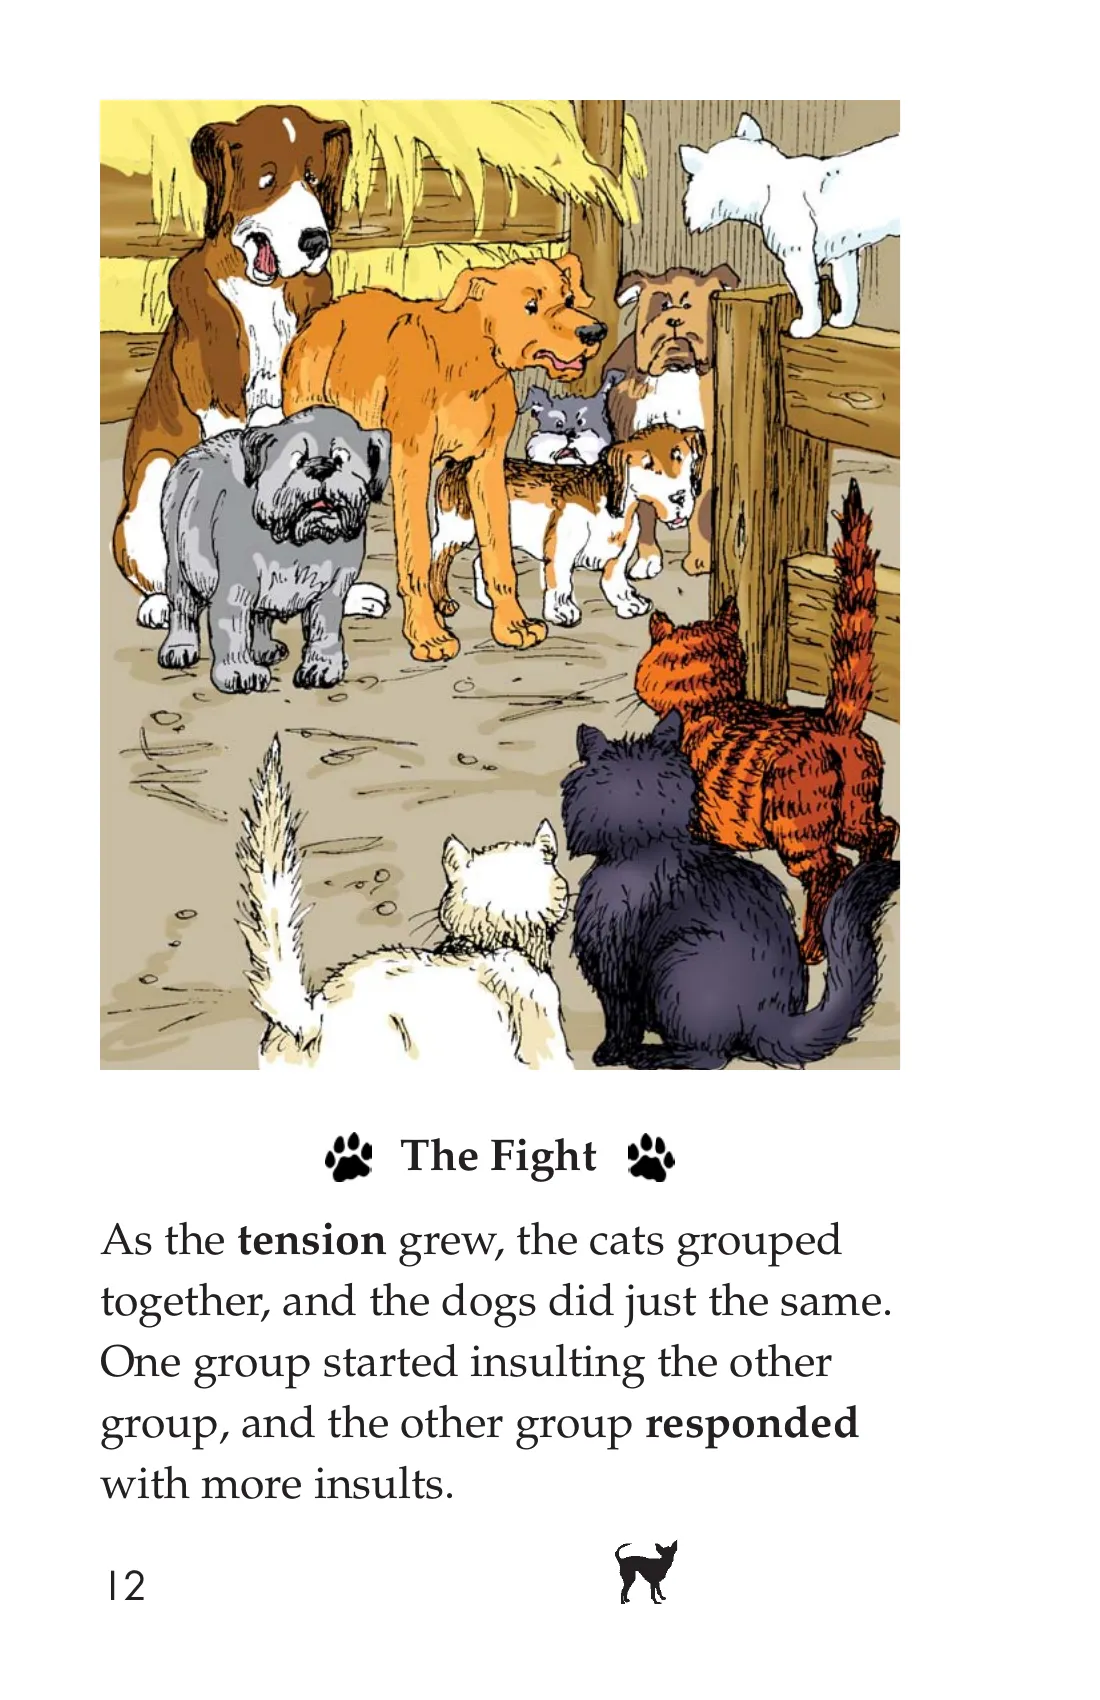 The Fight
As the tension grew, the cats grouped
together, and the dogs did just the same.
One group started insulting the other
group, and the other group responded
with more insults.
12